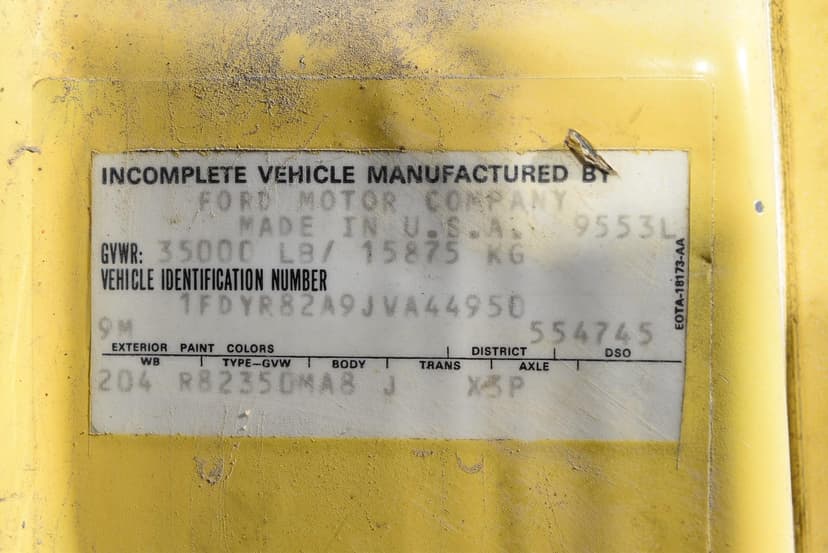 INCOMPLETE VEHICLE MANUFACTURED BY
FORD MOTOR COMPANY
MADE IN U.S.A. 9553L
GVWR: 35000 LB/ 15875 KG
VEHICLE IDENTIFICATION NUMBER
1FDYR82A9JVA44950
9M 554745
EXTERIOR PAINT COLORS DISTRICT DSO
WB TYPE-GVW BODY TRANS AXLE
204 R82350MA8 J X5P
EOTA-18173-AA